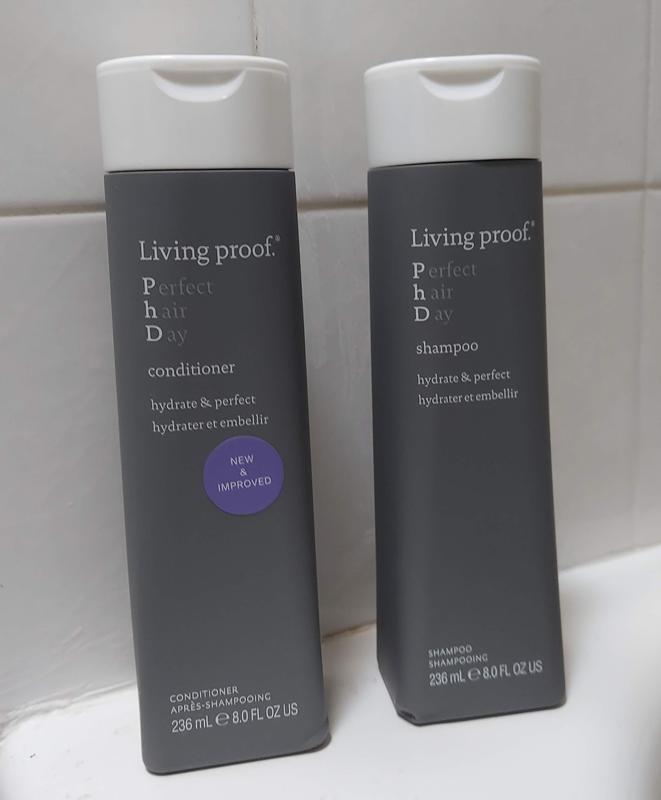 Living proof.®
Perfect
hair
Day
conditioner
hydrate & perfect
hydrater et embellir
NEW
&
IMPROVED
CONDITIONER
APRÈS-SHAMPOOING
236 mL ℮ 8.0 FL OZ US
Living proof.®
Perfect
hair
Day
shampoo
hydrate & perfect
hydrater et embellir
SHAMPOO
SHAMPOOING
236 mL ℮ 8.0 FL OZ US